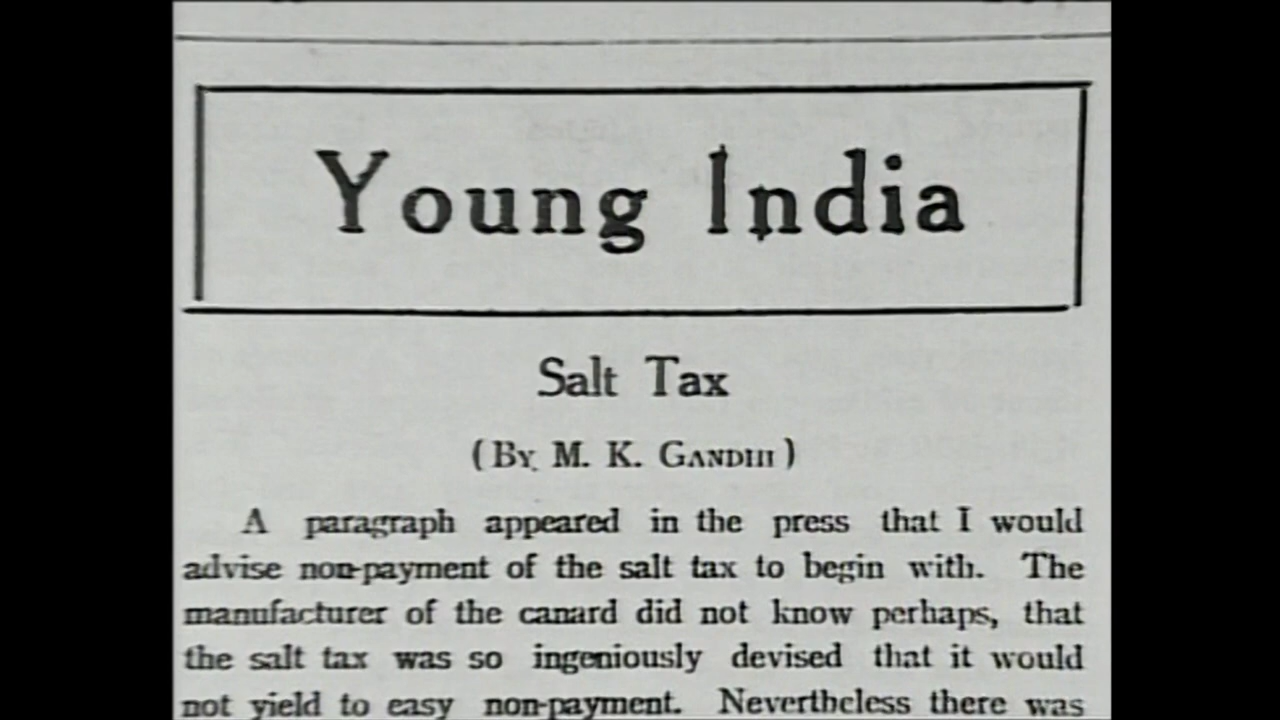 Young India
Salt Tax
(BY M. K. GANDHI)
A paragraph appeared in the press that I would
advise non-payment of the salt tax to begin with. The
manufacturer of the canard did not know perhaps, that
the salt tax was so ingeniously devised that it would
not yield to easy non-payment. Nevertheless there was